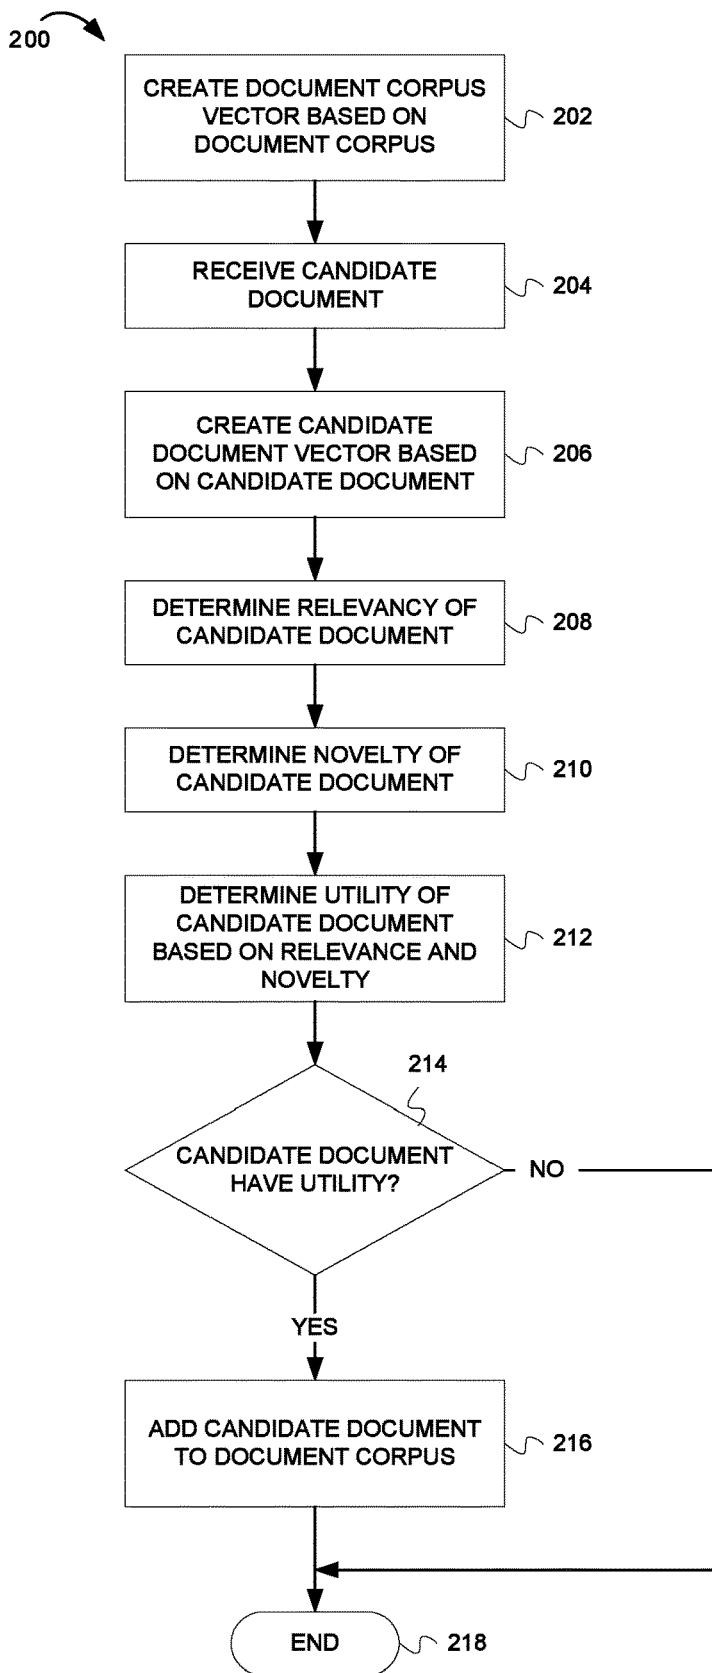 200
CREATE DOCUMENT CORPUS
VECTOR BASED ON
DOCUMENT CORPUS
202
RECEIVE CANDIDATE
DOCUMENT
204
CREATE CANDIDATE
DOCUMENT VECTOR BASED
ON CANDIDATE DOCUMENT
206
DETERMINE RELEVANCY OF
CANDIDATE DOCUMENT
208
DETERMINE NOVELTY OF
CANDIDATE DOCUMENT
210
DETERMINE UTILITY OF
CANDIDATE DOCUMENT
BASED ON RELEVANCE AND
NOVELTY
212
214
CANDIDATE DOCUMENT
HAVE UTILITY?
NO
YES
ADD CANDIDATE DOCUMENT
TO DOCUMENT CORPUS
216
END
218